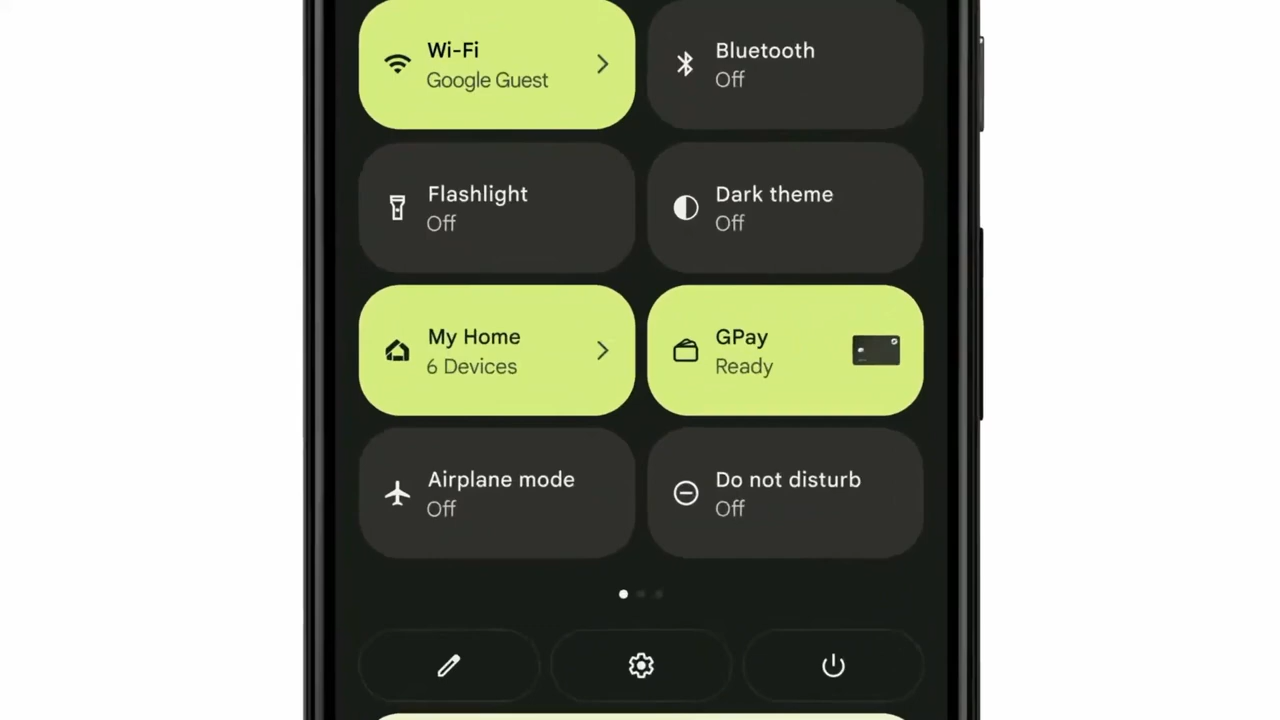 Wi-Fi
Google Guest
Bluetooth
Off
Flashlight
Off
Dark theme
Off
My Home
6 Devices
GPay
Ready
Airplane mode
Off
Do not disturb
Off